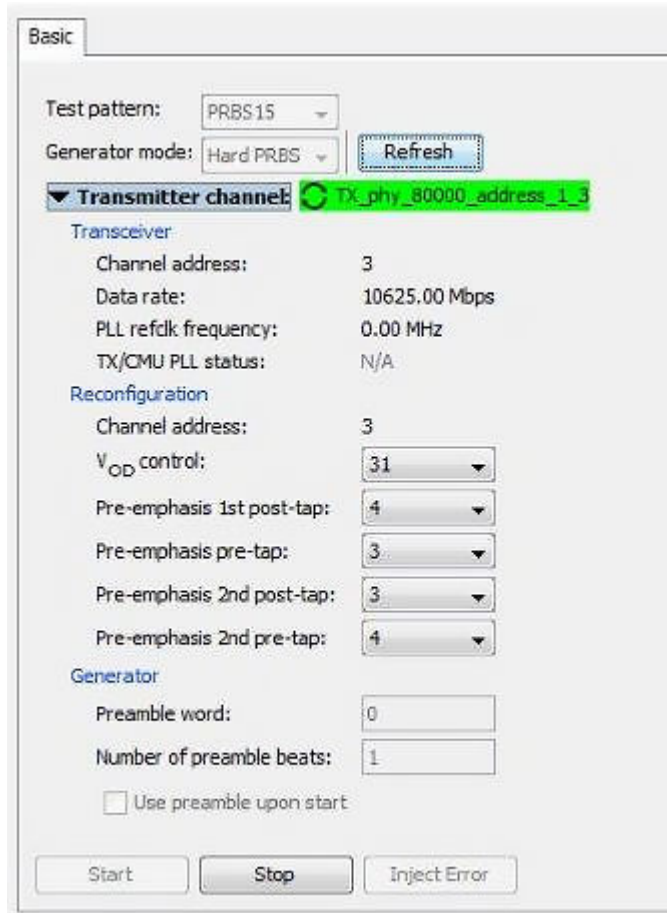 Basic
Test pattern: PRBS15
Generator mode: Hard PRBS Refresh
Transmitter channel: TX_phy_80000_address_1_3
Transceiver
Channel address: 3
Data rate: 10625.00 Mbps
PLL refclk frequency: 0.00 MHz
TX/CMU PLL status: N/A
Reconfiguration
Channel address: 3
VOD control: 31
Pre-emphasis 1st post-tap: 4
Pre-emphasis pre-tap: 3
Pre-emphasis 2nd post-tap: 3
Pre-emphasis 2nd pre-tap: 4
Generator
Preamble word: 0
Number of preamble beats: 1
Use preamble upon start
Start Stop Inject Error